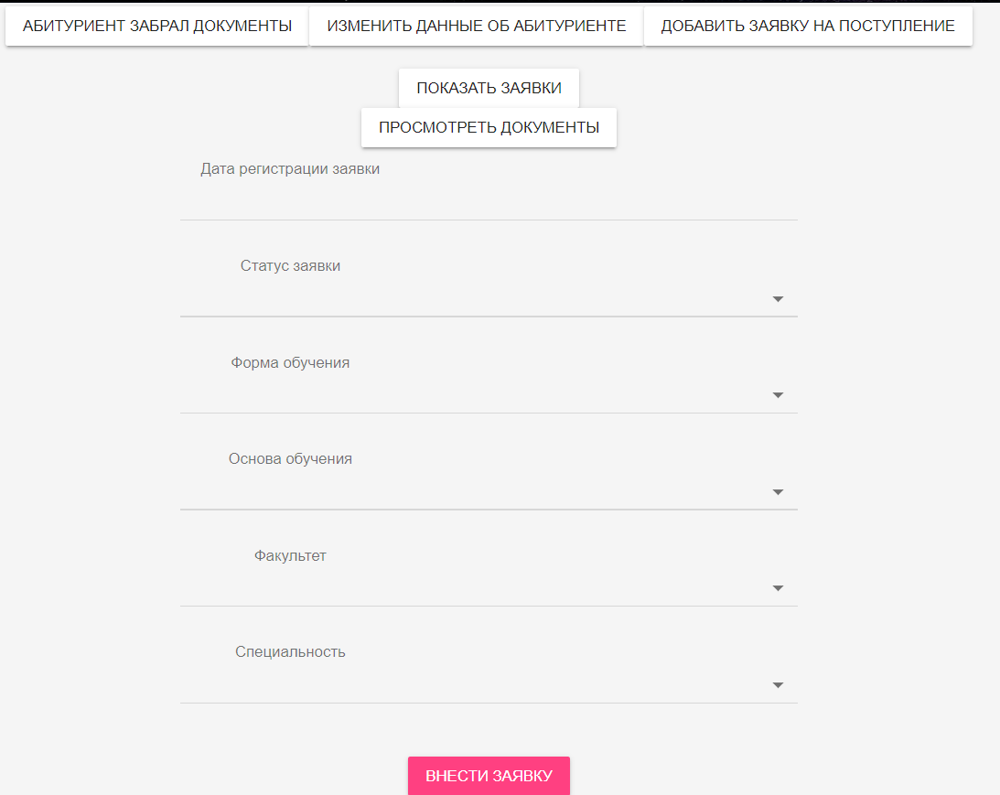 АБИТУРИЕНТ ЗАБРАЛ ДОКУМЕНТЫ ИЗМЕНИТЬ ДАННЫЕ ОБ АБИТУРИЕНТЕ ДОБАВИТЬ ЗАЯВКУ НА ПОСТУПЛЕНИЕ
ПОКАЗАТЬ ЗАЯВКИ
ПРОСМОТРЕТЬ ДОКУМЕНТЫ
Дата регистрации заявки
Статус заявки
Форма обучения
Основа обучения
Факультет
Специальность
ВНЕСТИ ЗАЯВКУ